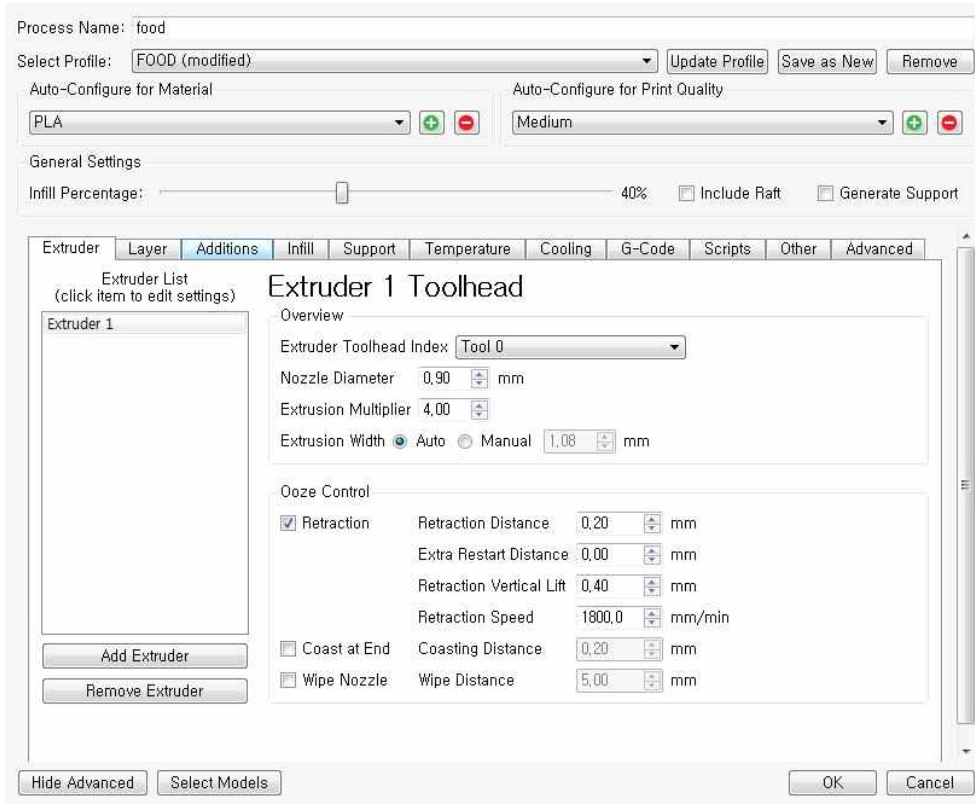 Process Name: food
Select Profile: FOOD (modified) Update Profile Save as New Remove
Auto-Configure for Material Auto-Configure for Print Quality
PLA Medium
General Settings
Infill Percentage: 40% Include Raft Generate Support
Extruder Layer Additions Infill Support Temperature Cooling G-Code Scripts Other Advanced
Extruder List
(click item to edit settings)
Extruder 1
Add Extruder
Remove Extruder
Extruder 1 Toolhead
Overview
Extruder Toolhead Index Tool 0
Nozzle Diameter 0,90 mm
Extrusion Multiplier 4,00
Extrusion Width Auto Manual 1,08 mm
Ooze Control
Retraction Retraction Distance 0,20 mm
Extra Restart Distance 0,00 mm
Retraction Vertical Lift 0,40 mm
Retraction Speed 1800,0 mm/min
Coast at End Coasting Distance 0,20 mm
Wipe Nozzle Wipe Distance 5,00 mm
Hide Advanced Select Models OK Cancel